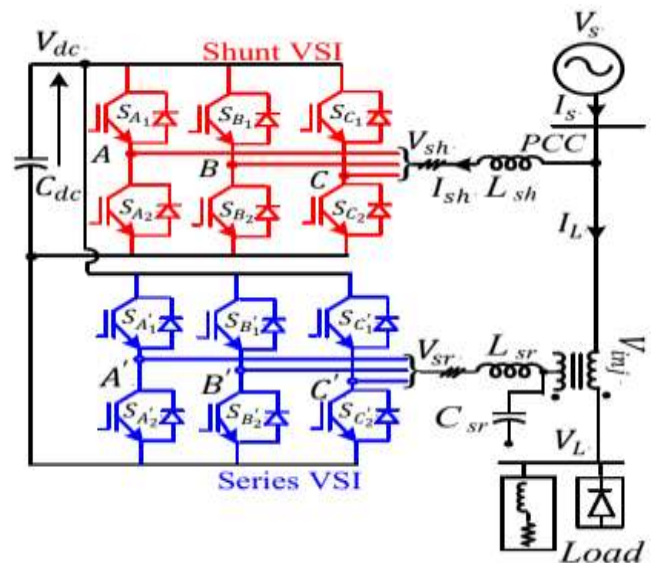 V_dc
Shunt VSI
V_s
S_A1
S_B1
S_C1
I_s
A
B
C
V_sh
PCC
C_dc
I_sh
L_sh
S_A2
S_B2
S_C2
I_L
S_A'1
S_B'1
S_C'1
V_sr
L_sr
V_inj
A'
B'
C'
C_sr
S_A'2
S_B'2
S_C'2
V_L
Series VSI
Load